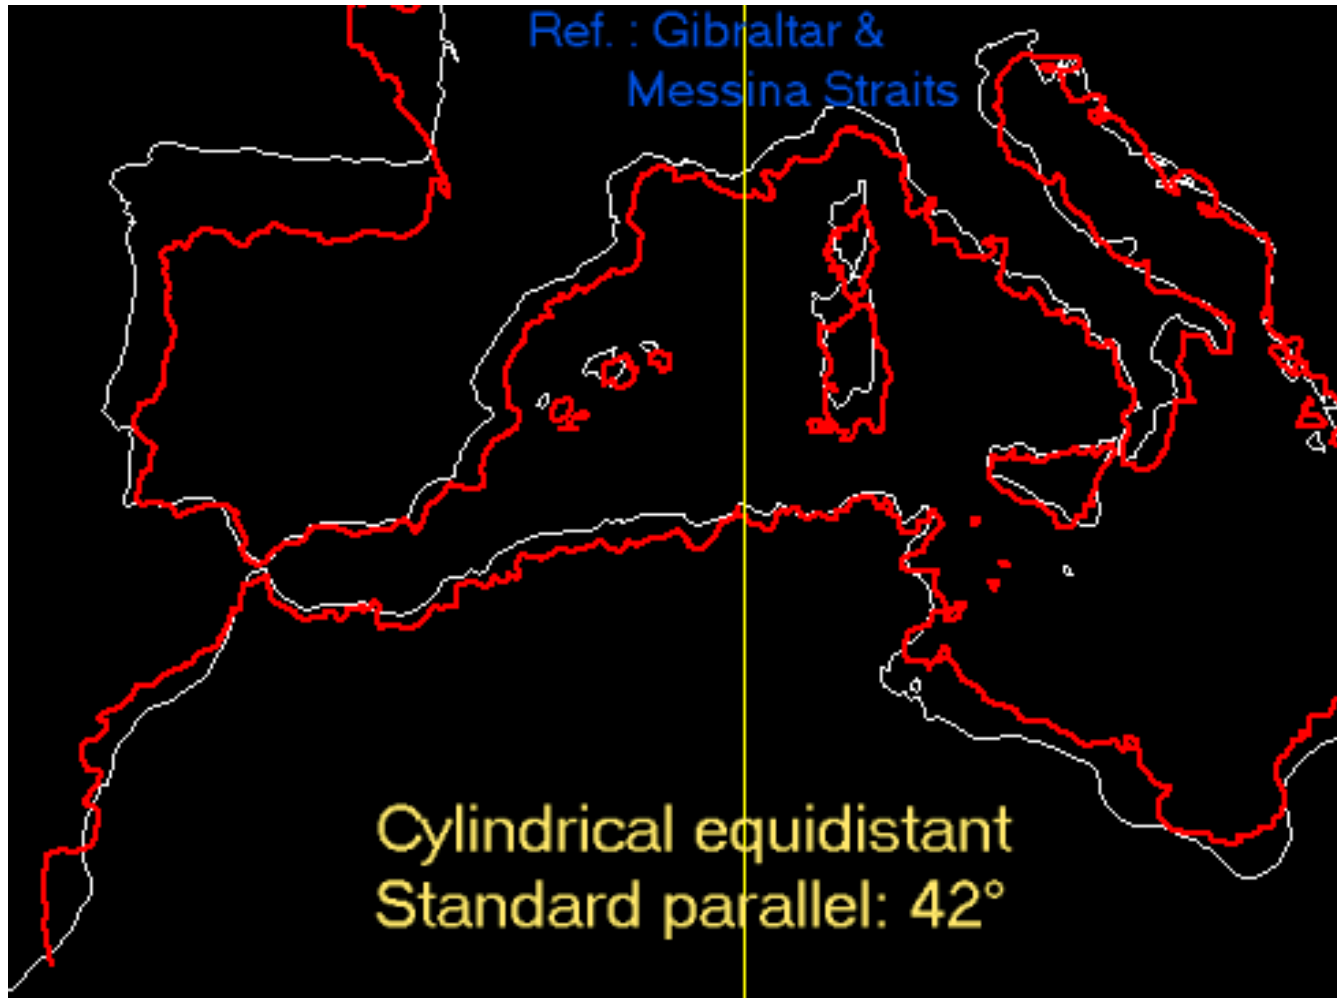 Ref. : Gibraltar &
Messina Straits
Cylindrical equidistant
Standard parallel: 42°